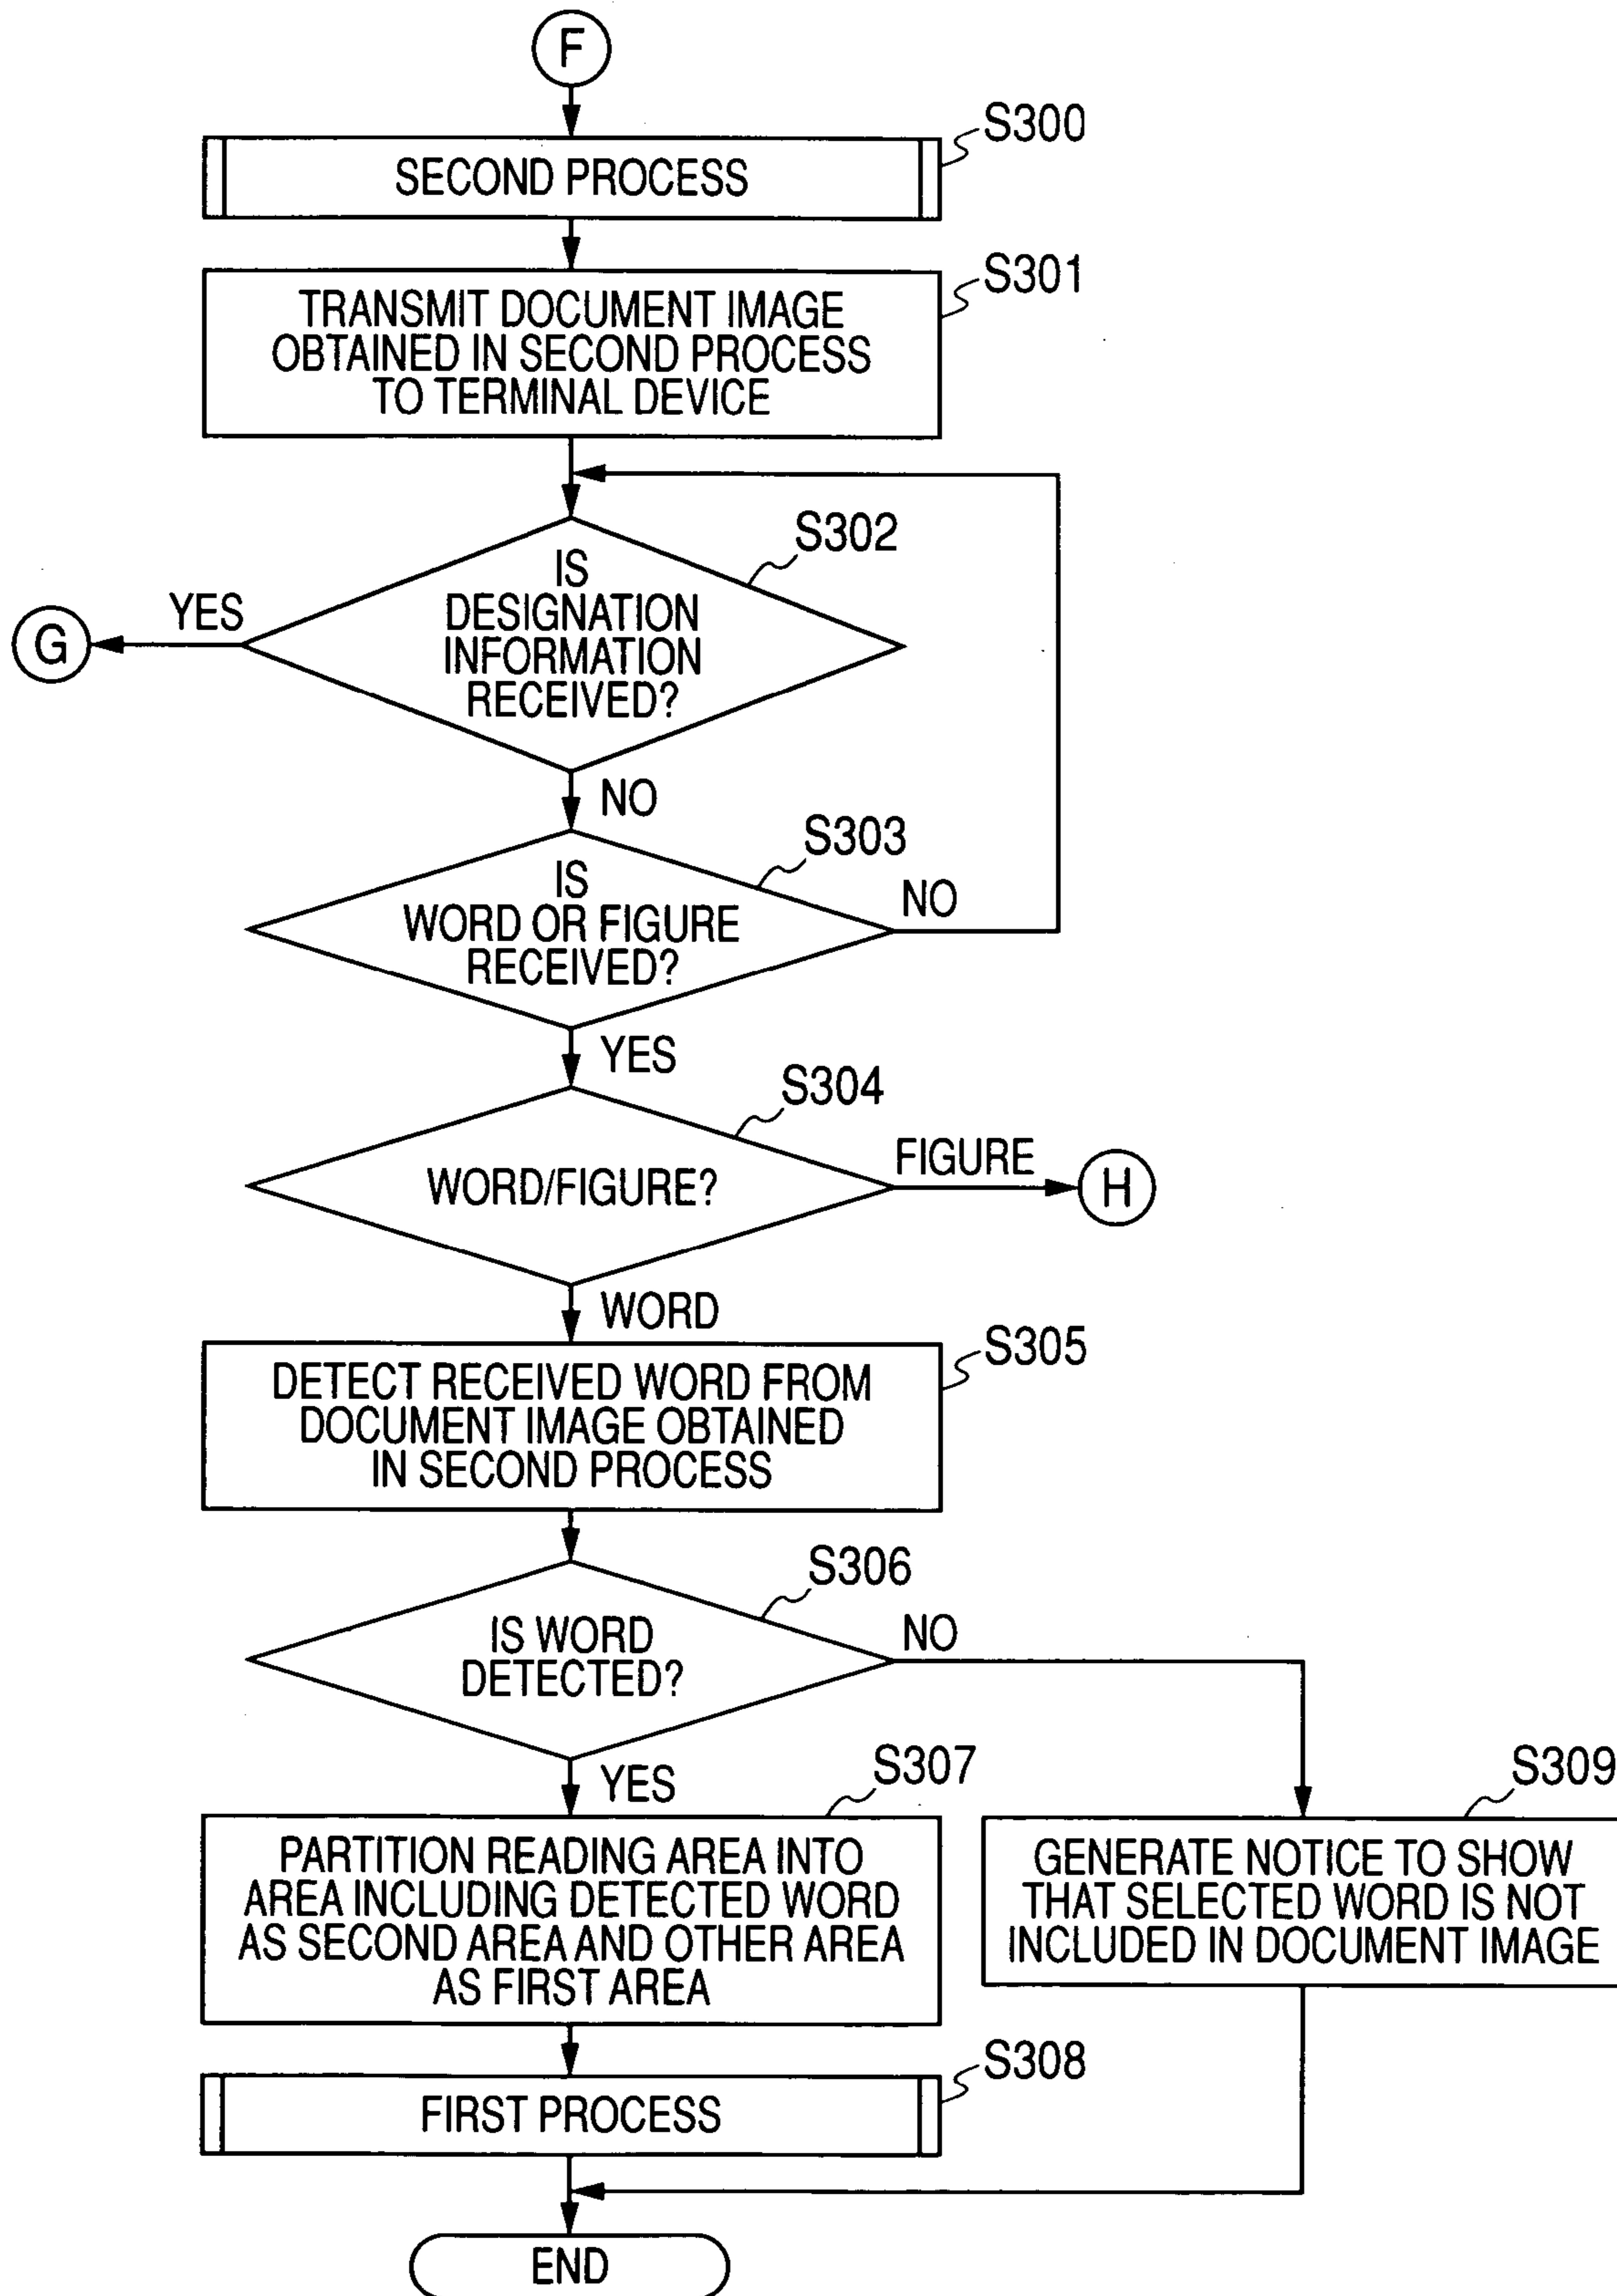 F
S300
SECOND PROCESS
S301
TRANSMIT DOCUMENT IMAGE
OBTAINED IN SECOND PROCESS
TO TERMINAL DEVICE
S302
IS
DESIGNATION
INFORMATION
RECEIVED?
YES
G
NO
S303
IS
WORD OR FIGURE
RECEIVED?
NO
YES
S304
WORD/FIGURE?
FIGURE
H
WORD
S305
DETECT RECEIVED WORD FROM
DOCUMENT IMAGE OBTAINED
IN SECOND PROCESS
S306
IS WORD
DETECTED?
NO
YES
S307
PARTITION READING AREA INTO
AREA INCLUDING DETECTED WORD
AS SECOND AREA AND OTHER AREA
AS FIRST AREA
S309
GENERATE NOTICE TO SHOW
THAT SELECTED WORD IS NOT
INCLUDED IN DOCUMENT IMAGE
S308
FIRST PROCESS
END